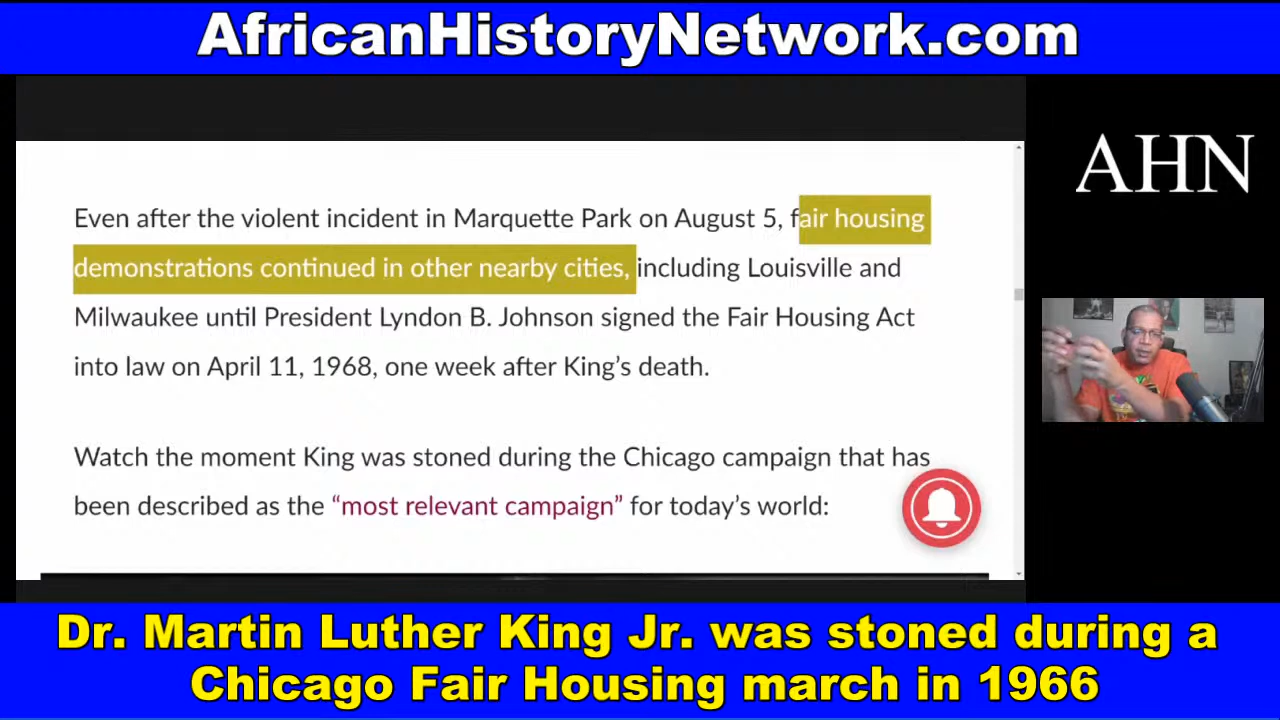 AfricanHistoryNetwork.com
AHN
Even after the violent incident in Marquette Park on August 5, fair housing
demonstrations continued in other nearby cities, including Louisville and
Milwaukee until President Lyndon B. Johnson signed the Fair Housing Act
into law on April 11, 1968, one week after King’s death.
Watch the moment King was stoned during the Chicago campaign that has
been described as the “most relevant campaign” for today’s world:
Dr. Martin Luther King Jr. was stoned during a
Chicago Fair Housing march in 1966